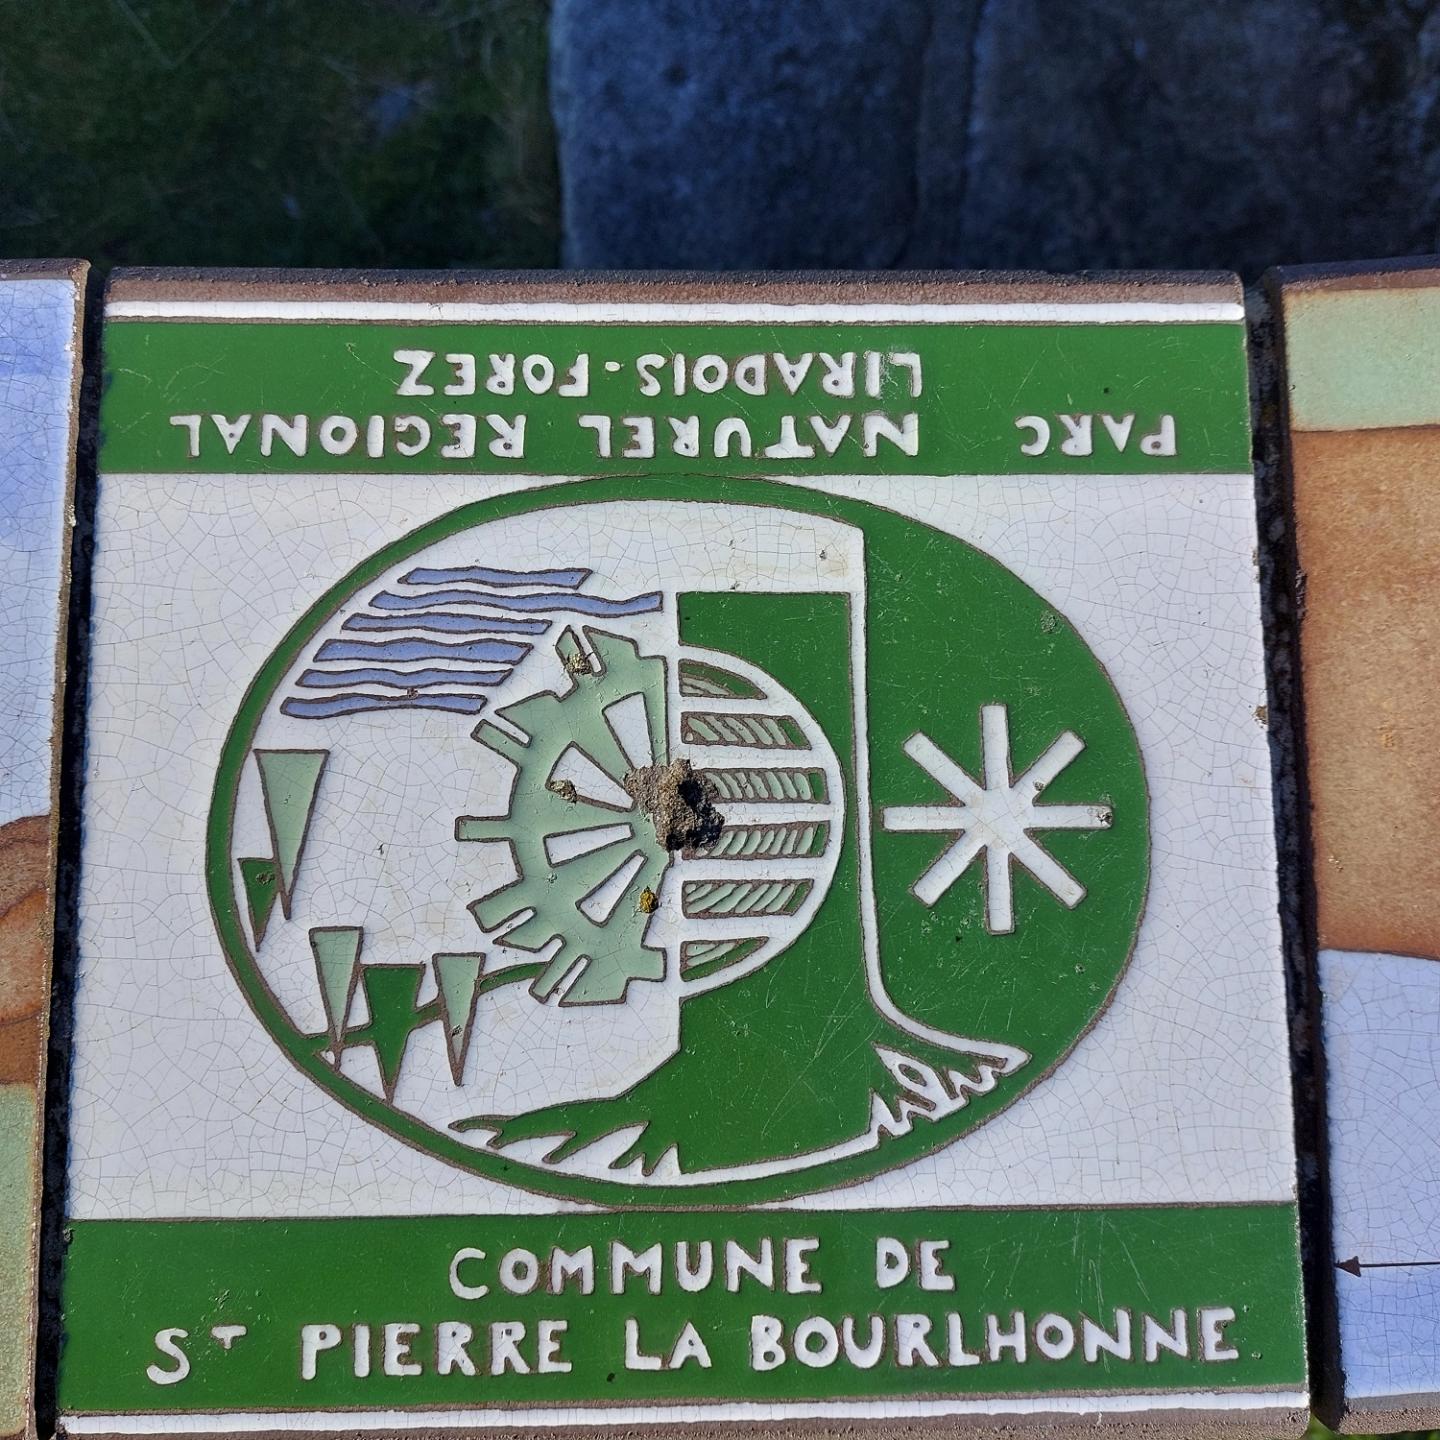 PARC NATUREL REGIONAL
LIRADOIS·FOREZ
COMMUNE DE
ST PIERRE LA BOURLHONNE